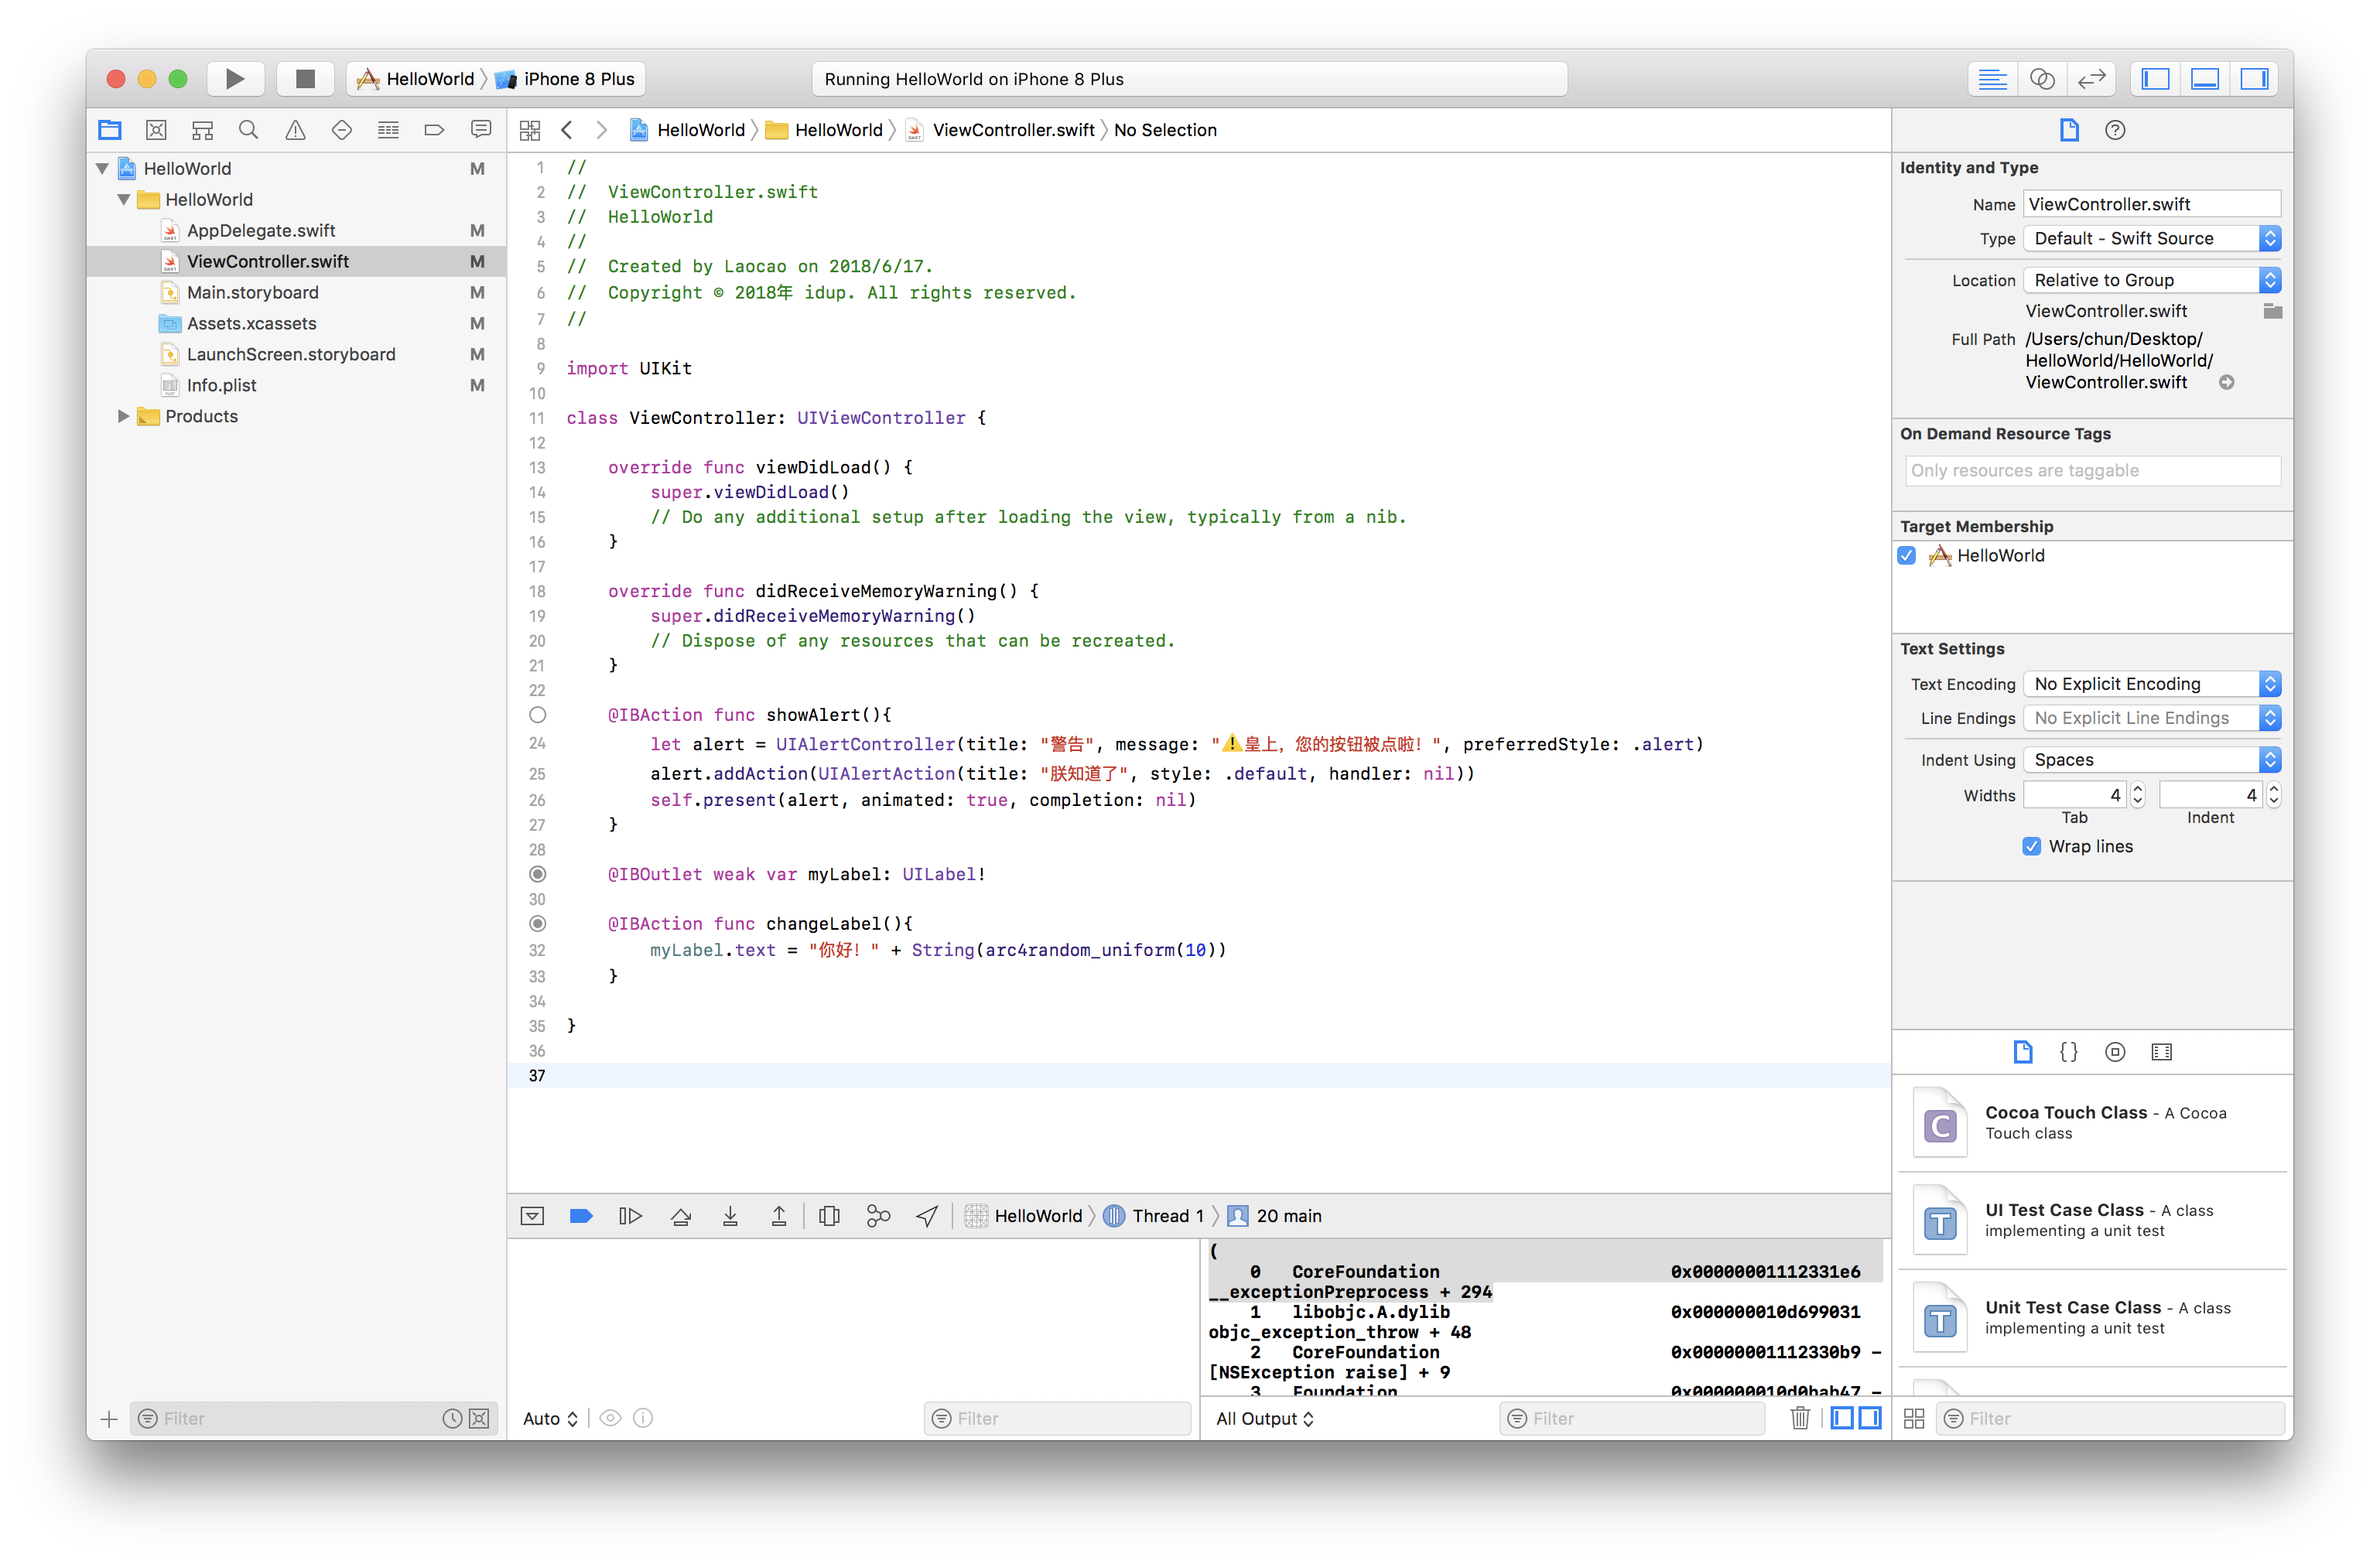 HelloWorld iPhone 8 Plus
Running HelloWorld on iPhone 8 Plus
HelloWorld M
HelloWorld
AppDelegate.swift M
ViewController.swift M
Main.storyboard M
Assets.xcassets M
LaunchScreen.storyboard M
Info.plist M
Products
Filter
HelloWorld HelloWorld ViewController.swift No Selection
1 //
2 //  ViewController.swift
3 //  HelloWorld
4 //
5 //  Created by Laocao on 2018/6/17.
6 //  Copyright © 2018年 idup. All rights reserved.
7 //
8
9 import UIKit
10
11 class ViewController: UIViewController {
12
13     override func viewDidLoad() {
14         super.viewDidLoad()
15         // Do any additional setup after loading the view, typically from a nib.
16     }
17
18     override func didReceiveMemoryWarning() {
19         super.didReceiveMemoryWarning()
20         // Dispose of any resources that can be recreated.
21     }
22
@IBAction func showAlert(){
24         let alert = UIAlertController(title: "警告", message: "⚠️皇上，您的按钮被点啦！", preferredStyle: .alert)
25         alert.addAction(UIAlertAction(title: "朕知道了", style: .default, handler: nil))
26         self.present(alert, animated: true, completion: nil)
27     }
28
@IBOutlet weak var myLabel: UILabel!
30
@IBAction func changeLabel(){
32         myLabel.text = "你好！" + String(arc4random_uniform(10))
33     }
34
35 }
36
37
HelloWorld Thread 1 20 main
(
0   CoreFoundation                      0x00000001112331e6
__exceptionPreprocess + 294
1   libobjc.A.dylib                     0x000000010d699031
objc_exception_throw + 48
2   CoreFoundation                      0x00000001112330b9 -
[NSException raise] + 9
3   Foundation                          0x000000010d0bab47 -
Auto
Filter
All Output
Filter
Identity and Type
Name ViewController.swift
Type Default - Swift Source
Location Relative to Group
ViewController.swift
Full Path /Users/chun/Desktop/
HelloWorld/HelloWorld/
ViewController.swift
On Demand Resource Tags
Only resources are taggable
Target Membership
HelloWorld
Text Settings
Text Encoding No Explicit Encoding
Line Endings No Explicit Line Endings
Indent Using Spaces
Widths 4 4
Tab Indent
Wrap lines
{}
C
Cocoa Touch Class - A Cocoa
Touch class
T
UI Test Case Class - A class
implementing a unit test
T
Unit Test Case Class - A class
implementing a unit test
Filter